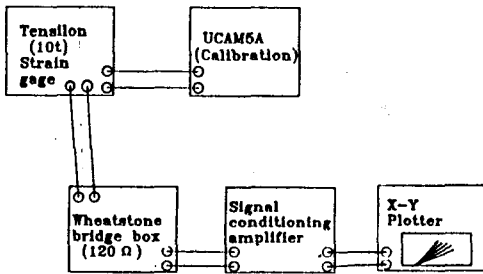 Tensilon
(10t)
Strain
gage
UCAM5A
(Calibration)
Wheatstone
bridge box
(120 Ω)
Signal
conditioning
amplifier
X-Y
Plotter